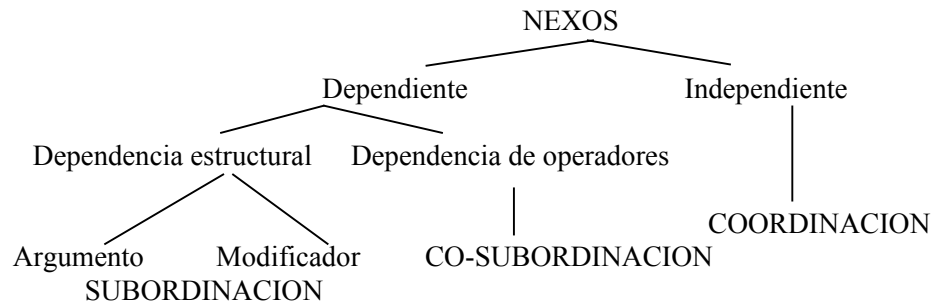 NEXOS
Dependiente Independiente
Dependencia estructural Dependencia de operadores
COORDINACION
Argumento Modificador CO-SUBORDINACION
SUBORDINACION